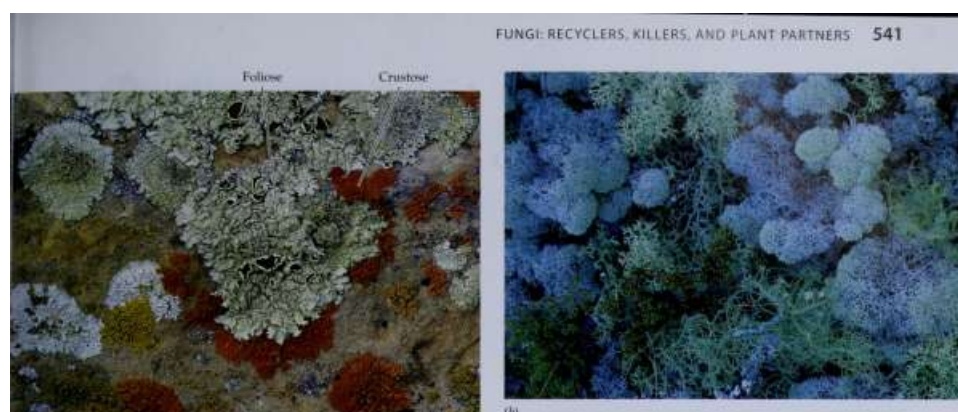 FUNGI: RECYCLERS, KILLERS, AND PLANT PARTNERS 541
Foliose Crustose